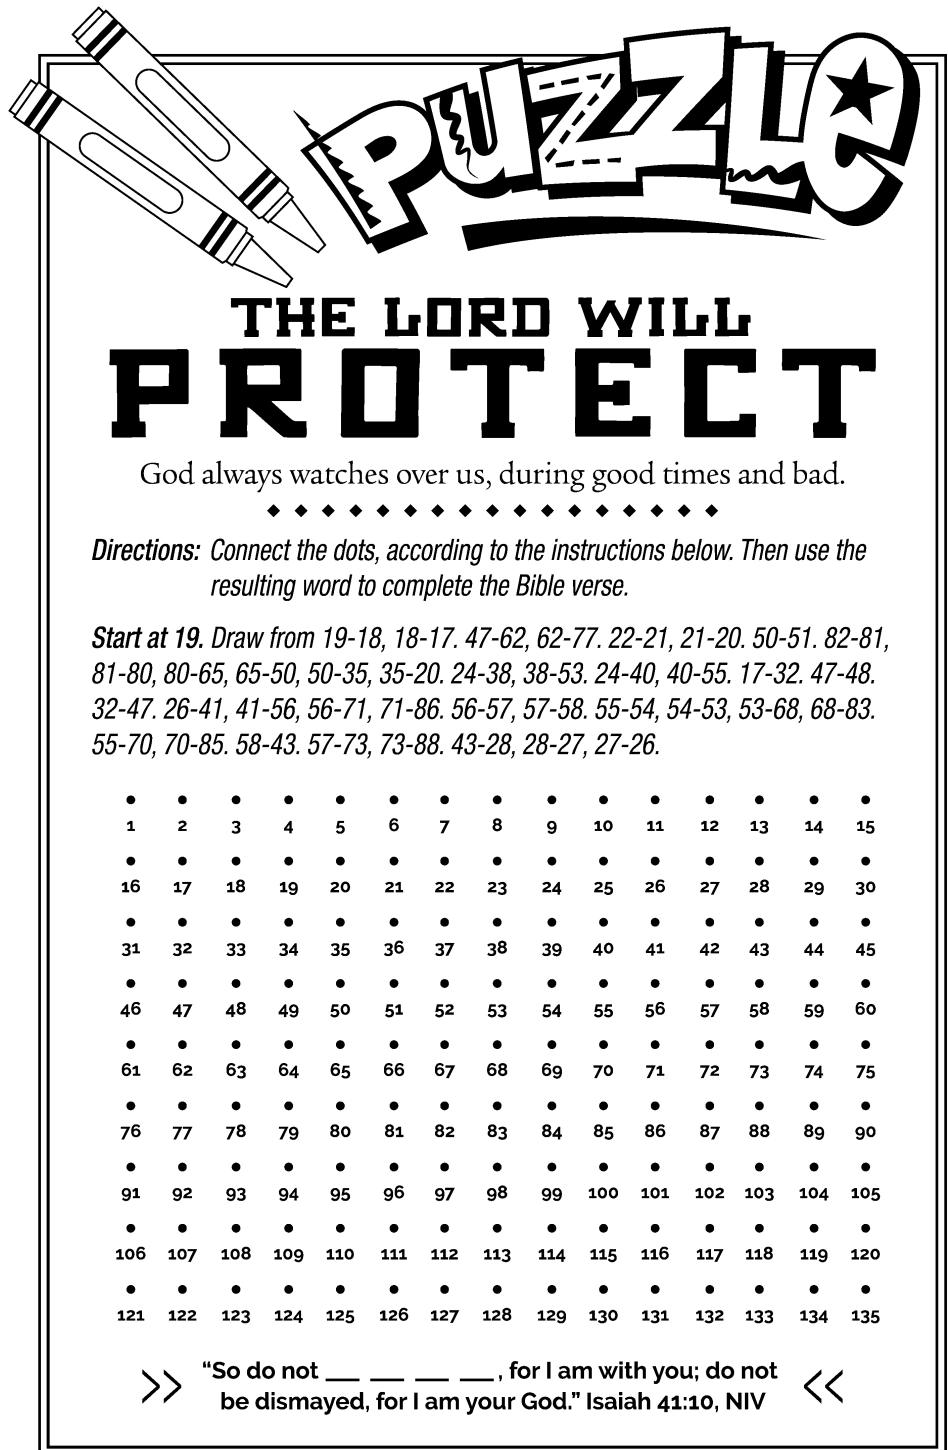 PUZZLE
THE LORD WILL
PROTECT
God always watches over us, during good times and bad.
Directions: Connect the dots, according to the instructions below. Then use the
resulting word to complete the Bible verse.
Start at 19. Draw from 19-18, 18-17. 47-62, 62-77. 22-21, 21-20. 50-51. 82-81,
81-80, 80-65, 65-50, 50-35, 35-20. 24-38, 38-53. 24-40, 40-55. 17-32. 47-48.
32-47. 26-41, 41-56, 56-71, 71-86. 56-57, 57-58. 55-54, 54-53, 53-68, 68-83.
55-70, 70-85. 58-43. 57-73, 73-88. 43-28, 28-27, 27-26.
1 2 3 4 5 6 7 8 9 10 11 12 13 14 15
16 17 18 19 20 21 22 23 24 25 26 27 28 29 30
31 32 33 34 35 36 37 38 39 40 41 42 43 44 45
46 47 48 49 50 51 52 53 54 55 56 57 58 59 60
61 62 63 64 65 66 67 68 69 70 71 72 73 74 75
76 77 78 79 80 81 82 83 84 85 86 87 88 89 90
91 92 93 94 95 96 97 98 99 100 101 102 103 104 105
106 107 108 109 110 111 112 113 114 115 116 117 118 119 120
121 122 123 124 125 126 127 128 129 130 131 132 133 134 135
“So do not __ __ __ __, for I am with you; do not
be dismayed, for I am your God.” Isaiah 41:10, NIV